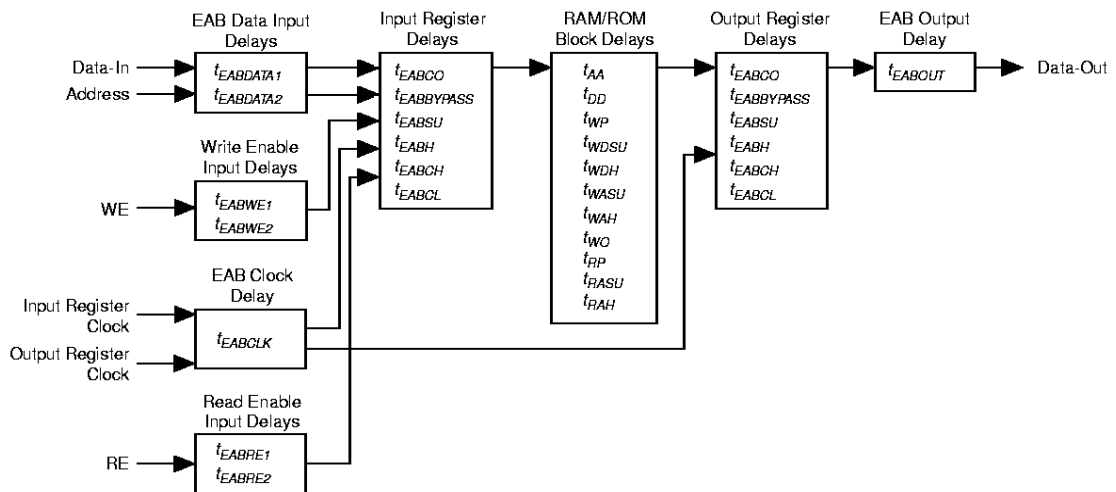 EAB Data Input
Delays
Input Register
Delays
RAM/ROM
Block Delays
Output Register
Delays
EAB Output
Delay
Data-In
Address
tEABDATA1
tEABDATA2
tEABCO
tEABBYPASS
tEABSU
tEABH
tEABCH
tEABCL
tAA
tDD
tWP
tWDSU
tWDH
tWASU
tWAH
tWO
tRP
tRASU
tRAH
tEABCO
tEABBYPASS
tEABSU
tEABH
tEABCH
tEABCL
tEABOUT
Data-Out
Write Enable
Input Delays
WE
tEABWE1
tEABWE2
EAB Clock
Delay
Input Register
Clock
Output Register
Clock
tEABCLK
Read Enable
Input Delays
RE
tEABRE1
tEABRE2